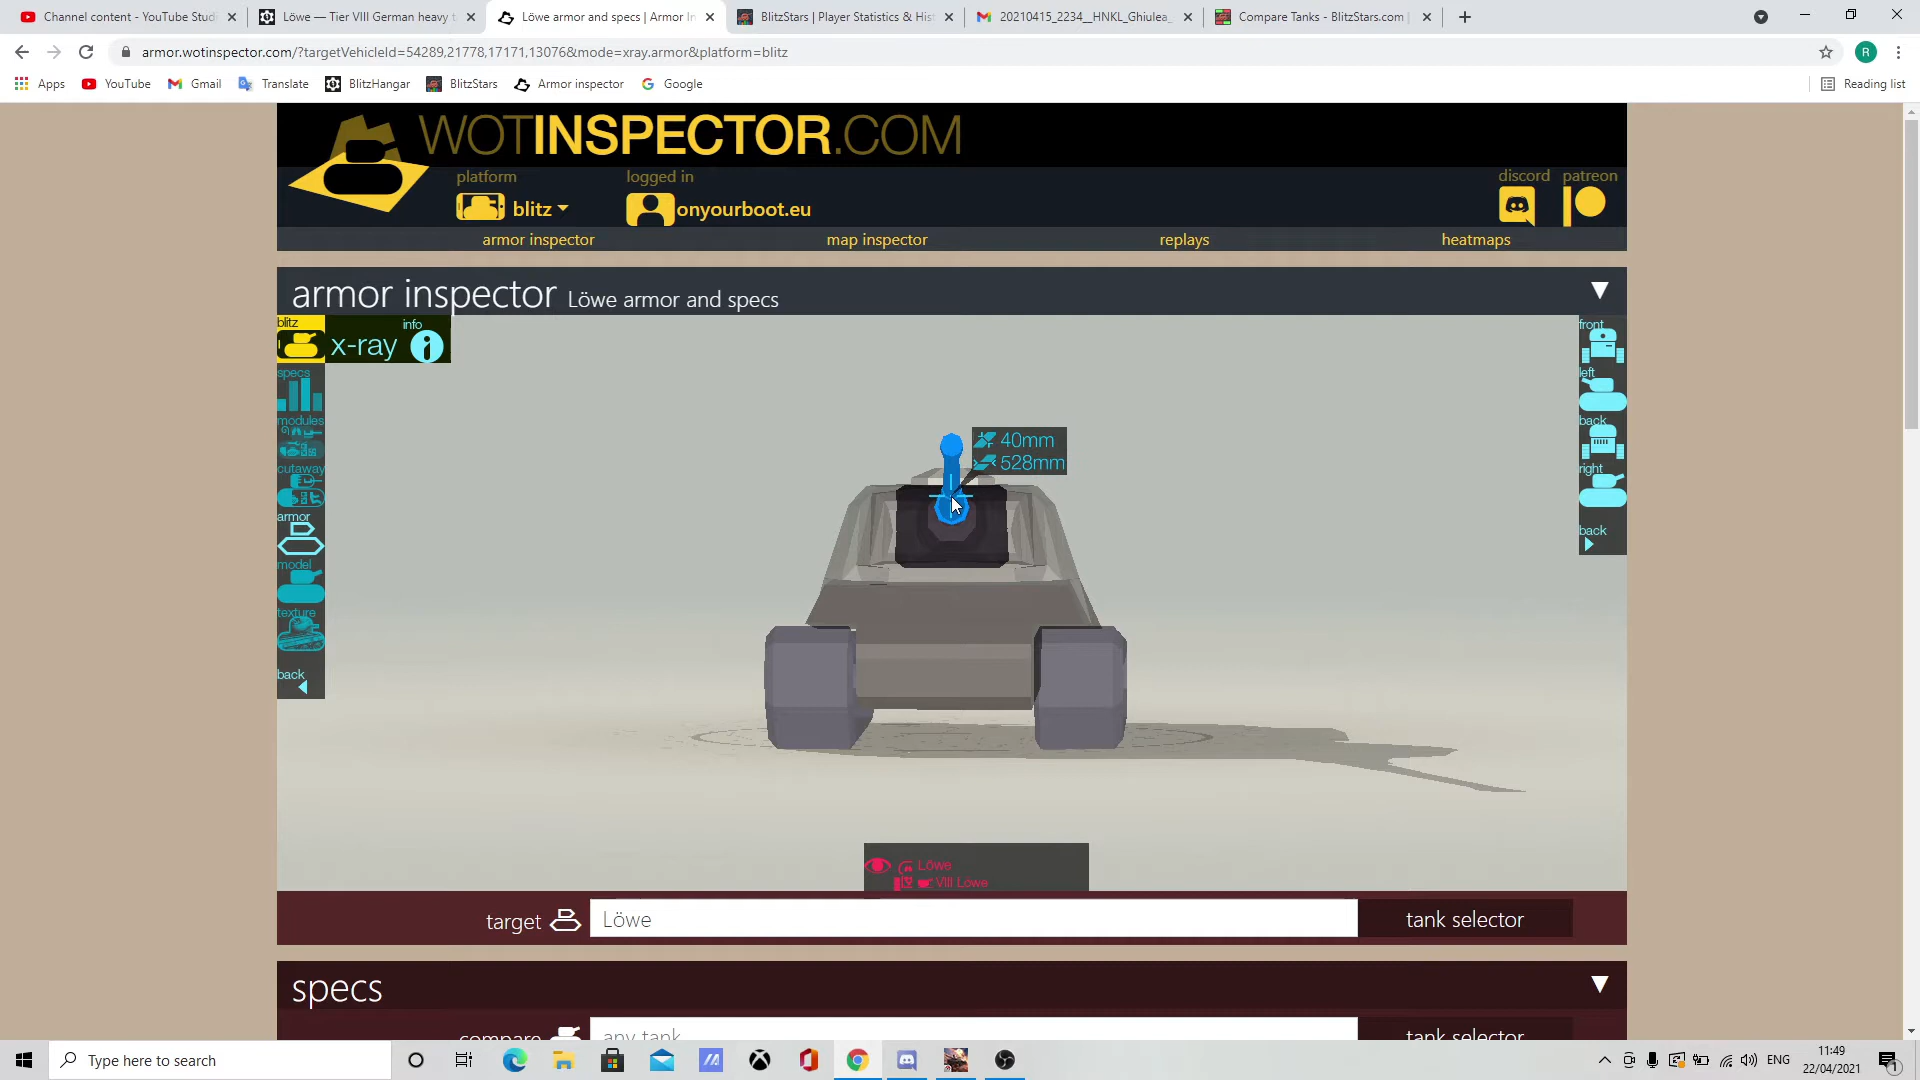 Channel content - YouTube Studi
Löwe — Tier VIII German heavy t
Löwe armor and specs | Armor In
BlitzStars | Player Statistics & His
20210415_2234__HNKL_Ghiulea_
Compare Tanks - BlitzStars.com |
armor.wotinspector.com/?targetVehicleId=54289,21778,17171,13076&mode=xray.armor&platform=blitz
R
Apps
YouTube
Gmail
Translate
BlitzHangar
BlitzStars
Armor inspector
Google
Reading list
WOTINSPECTOR.COM
platform
logged in
discord
patreon
blitz
onyourboot.eu
armor inspector
map inspector
replays
heatmaps
armor inspector Löwe armor and specs
blitz
x-ray
info
specs
modules
cutaway
armor
model
texture
back
40mm
528mm
front
left
back
right
back
Löwe
VIII Löwe
target
Löwe
tank selector
specs
compare
any tank
tank selector
Type here to search
ENG
11:49
22/04/2021
1